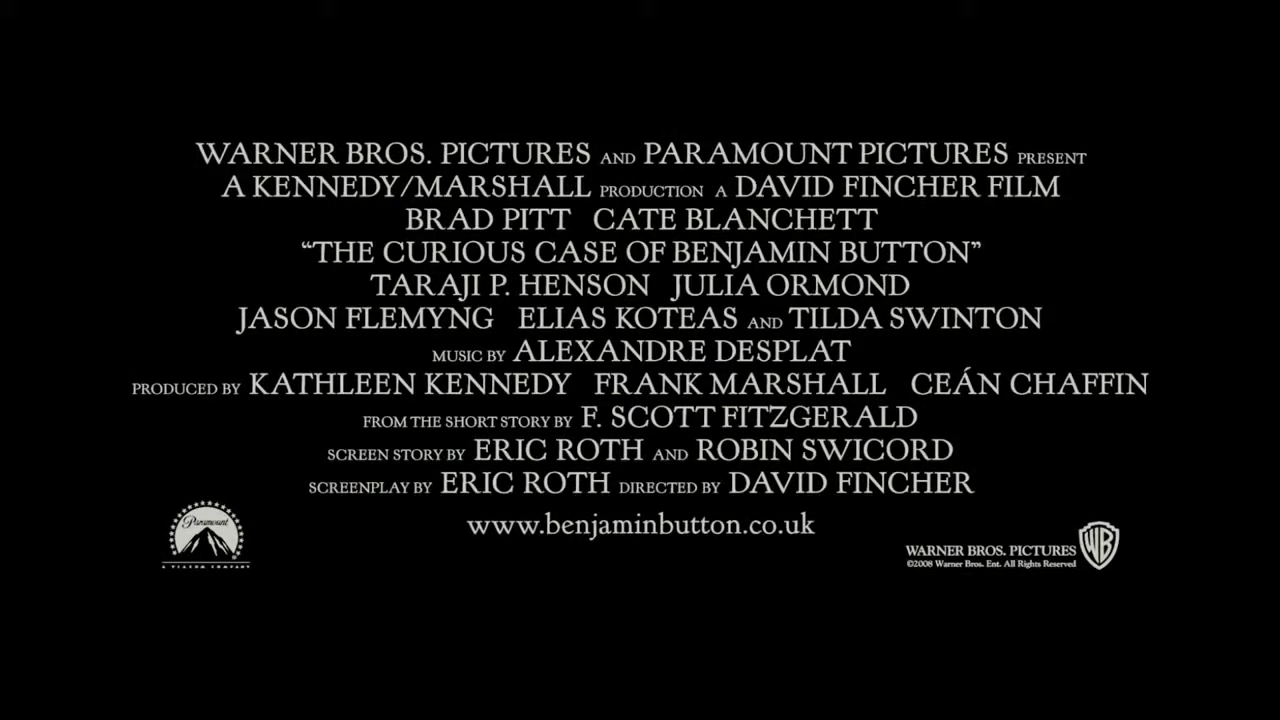 WARNER BROS. PICTURES AND PARAMOUNT PICTURES PRESENT
A KENNEDY/MARSHALL PRODUCTION A DAVID FINCHER FILM
BRAD PITT CATE BLANCHETT
“THE CURIOUS CASE OF BENJAMIN BUTTON”
TARAJI P. HENSON JULIA ORMOND
JASON FLEMYNG ELIAS KOTEAS AND TILDA SWINTON
MUSIC BY ALEXANDRE DESPLAT
PRODUCED BY KATHLEEN KENNEDY FRANK MARSHALL CEÁN CHAFFIN
FROM THE SHORT STORY BY F. SCOTT FITZGERALD
SCREEN STORY BY ERIC ROTH AND ROBIN SWICORD
SCREENPLAY BY ERIC ROTH DIRECTED BY DAVID FINCHER
www.benjaminbutton.co.uk
Paramount
A VIACOM COMPANY
WARNER BROS. PICTURES
©2008 Warner Bros. Ent. All Rights Reserved
WB